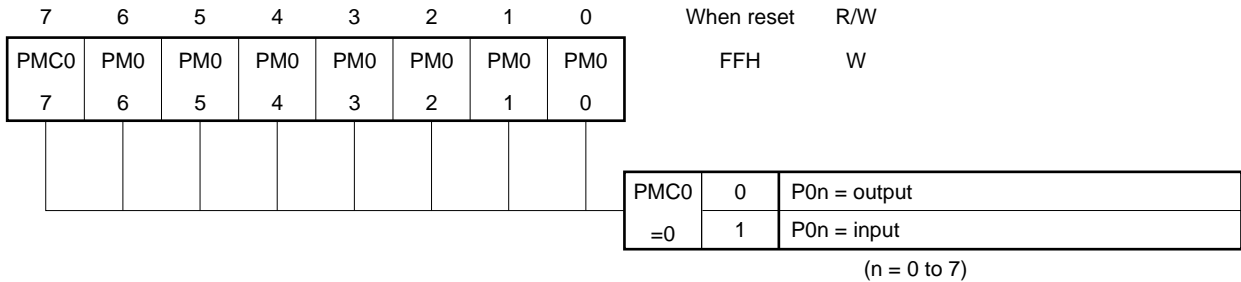 7 6 5 4 3 2 1 0 When reset R/W
PMC0 PM0 PM0 PM0 PM0 PM0 PM0 PM0 FFH W
7 6 5 4 3 2 1 0
PMC0 0 P0n = output
=0 1 P0n = input
(n = 0 to 7)